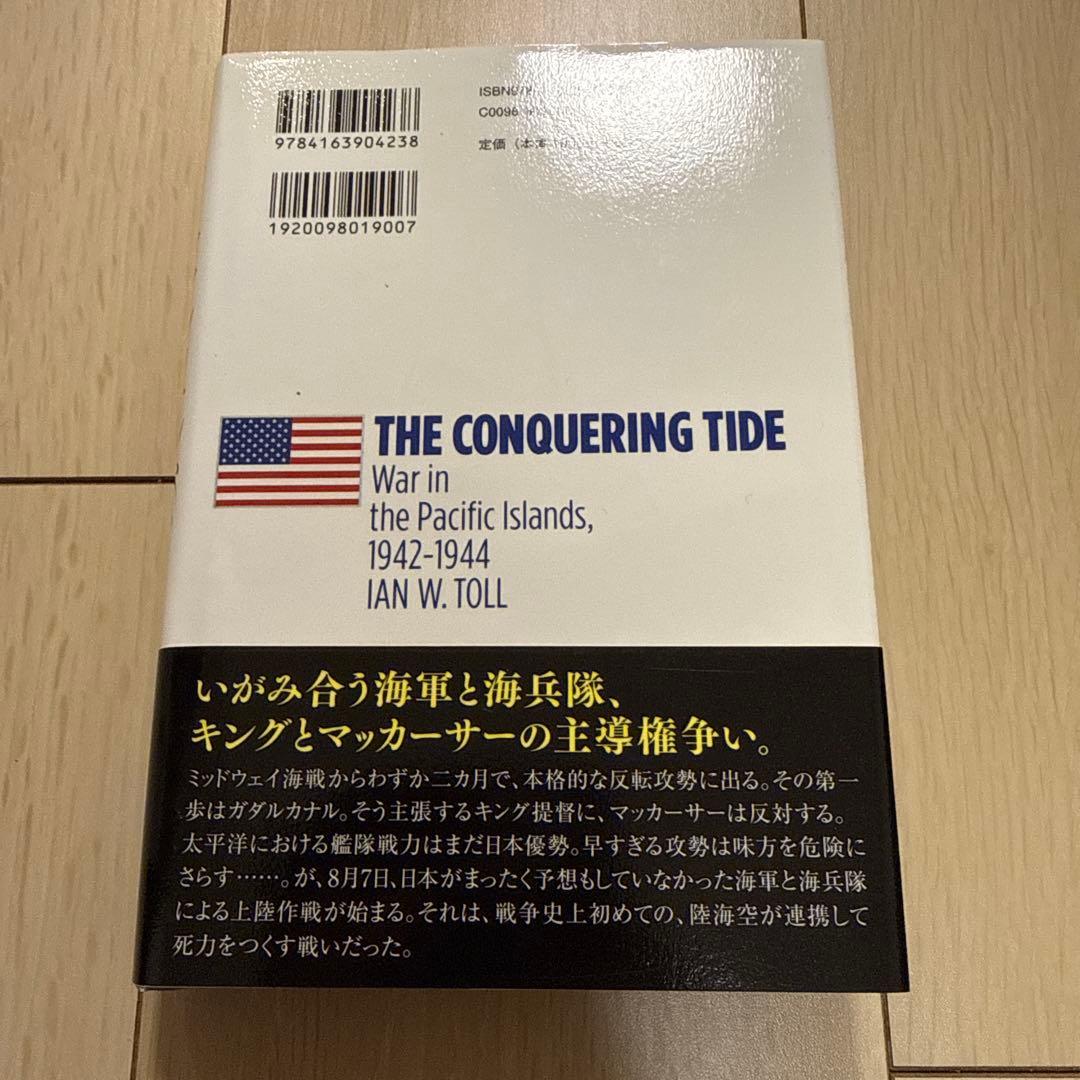 9784163904238
1920098019007
ISBN
C0098
定価
THE CONQUERING TIDE
War in
the Pacific Islands,
1942-1944
IAN W. TOLL
いがみ合う海軍と海兵隊、
キングとマッカーサーの主導権争い。
ミッドウェイ海戦からわずか二カ月で、本格的な反転攻勢に出る。その第一
歩はガダルカナル。そう主張するキング提督に、マッカーサーは反対する。
太平洋における艦隊戦力はまだ日本優勢。早すぎる攻勢は味方を危険に
さらす……。が、8月7日、日本がまったく予想もしていなかった海軍と海兵隊
による上陸作戦が始まる。それは、戦争史上初めての、陸海空が連携して
死力をつくす戦いだった。